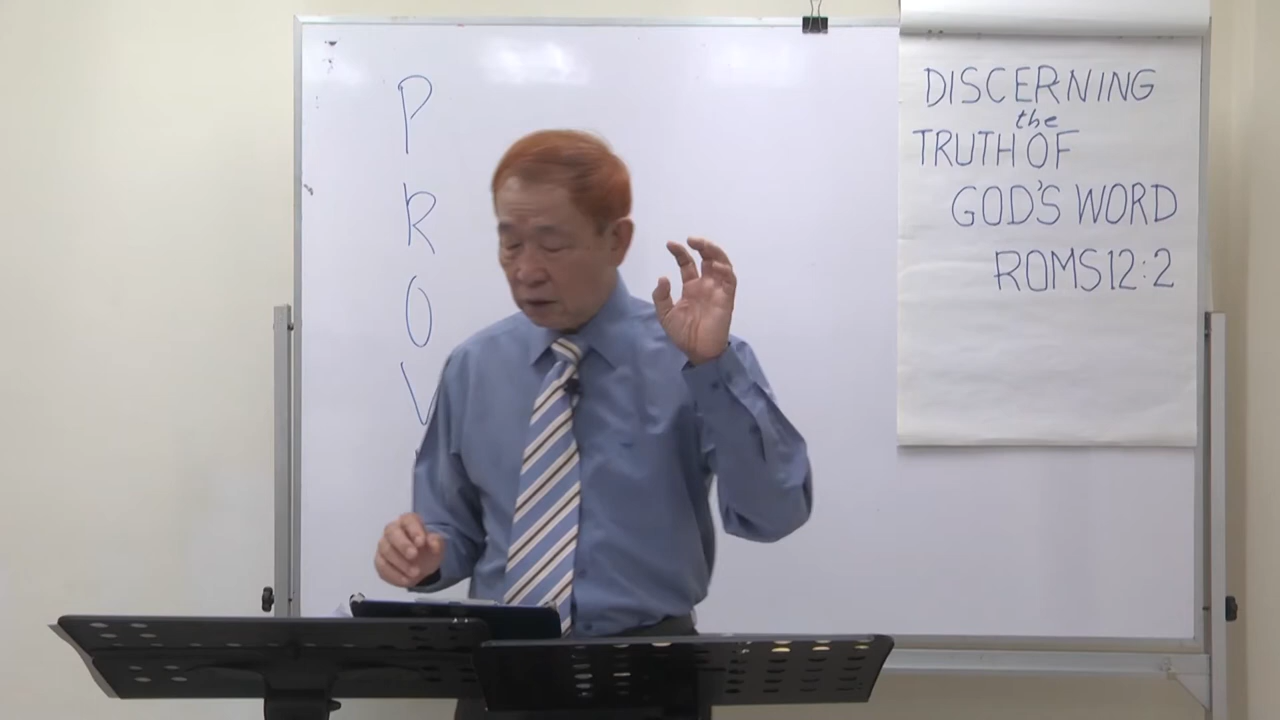 P
R
O
V
DISCERNING
the
TRUTH OF
GOD'S WORD
ROMS 12:2